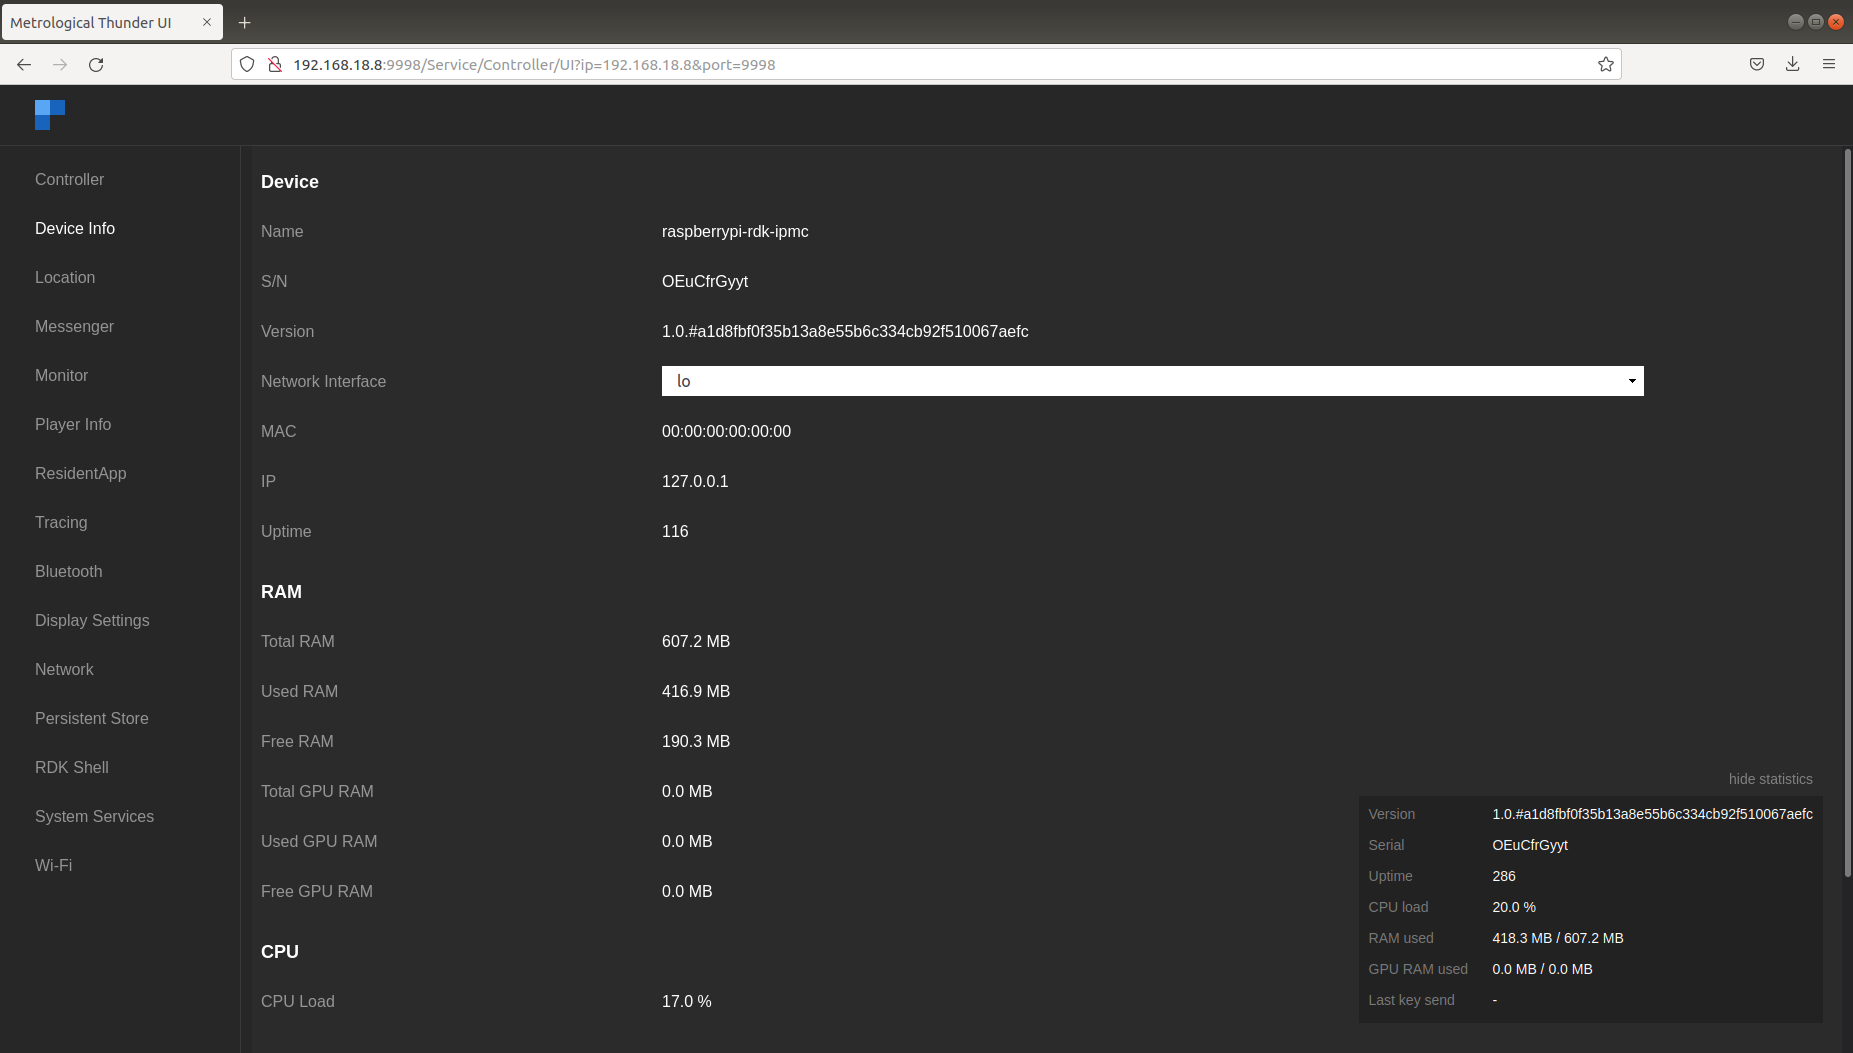 Metrological Thunder UI
192.168.18.8:9998/Service/Controller/UI?ip=192.168.18.8&port=9998
Controller
Device Info
Location
Messenger
Monitor
Player Info
ResidentApp
Tracing
Bluetooth
Display Settings
Network
Persistent Store
RDK Shell
System Services
Wi-Fi
Device
Name raspberrypi-rdk-ipmc
S/N OEuCfrGyyt
Version 1.0.#a1d8fbf0f35b13a8e55b6c334cb92f510067aefc
Network Interface lo
MAC 00:00:00:00:00:00
IP 127.0.0.1
Uptime 116
RAM
Total RAM 607.2 MB
Used RAM 416.9 MB
Free RAM 190.3 MB
Total GPU RAM 0.0 MB
Used GPU RAM 0.0 MB
Free GPU RAM 0.0 MB
CPU
CPU Load 17.0 %
hide statistics
Version 1.0.#a1d8fbf0f35b13a8e55b6c334cb92f510067aefc
Serial OEuCfrGyyt
Uptime 286
CPU load 20.0 %
RAM used 418.3 MB / 607.2 MB
GPU RAM used 0.0 MB / 0.0 MB
Last key send -